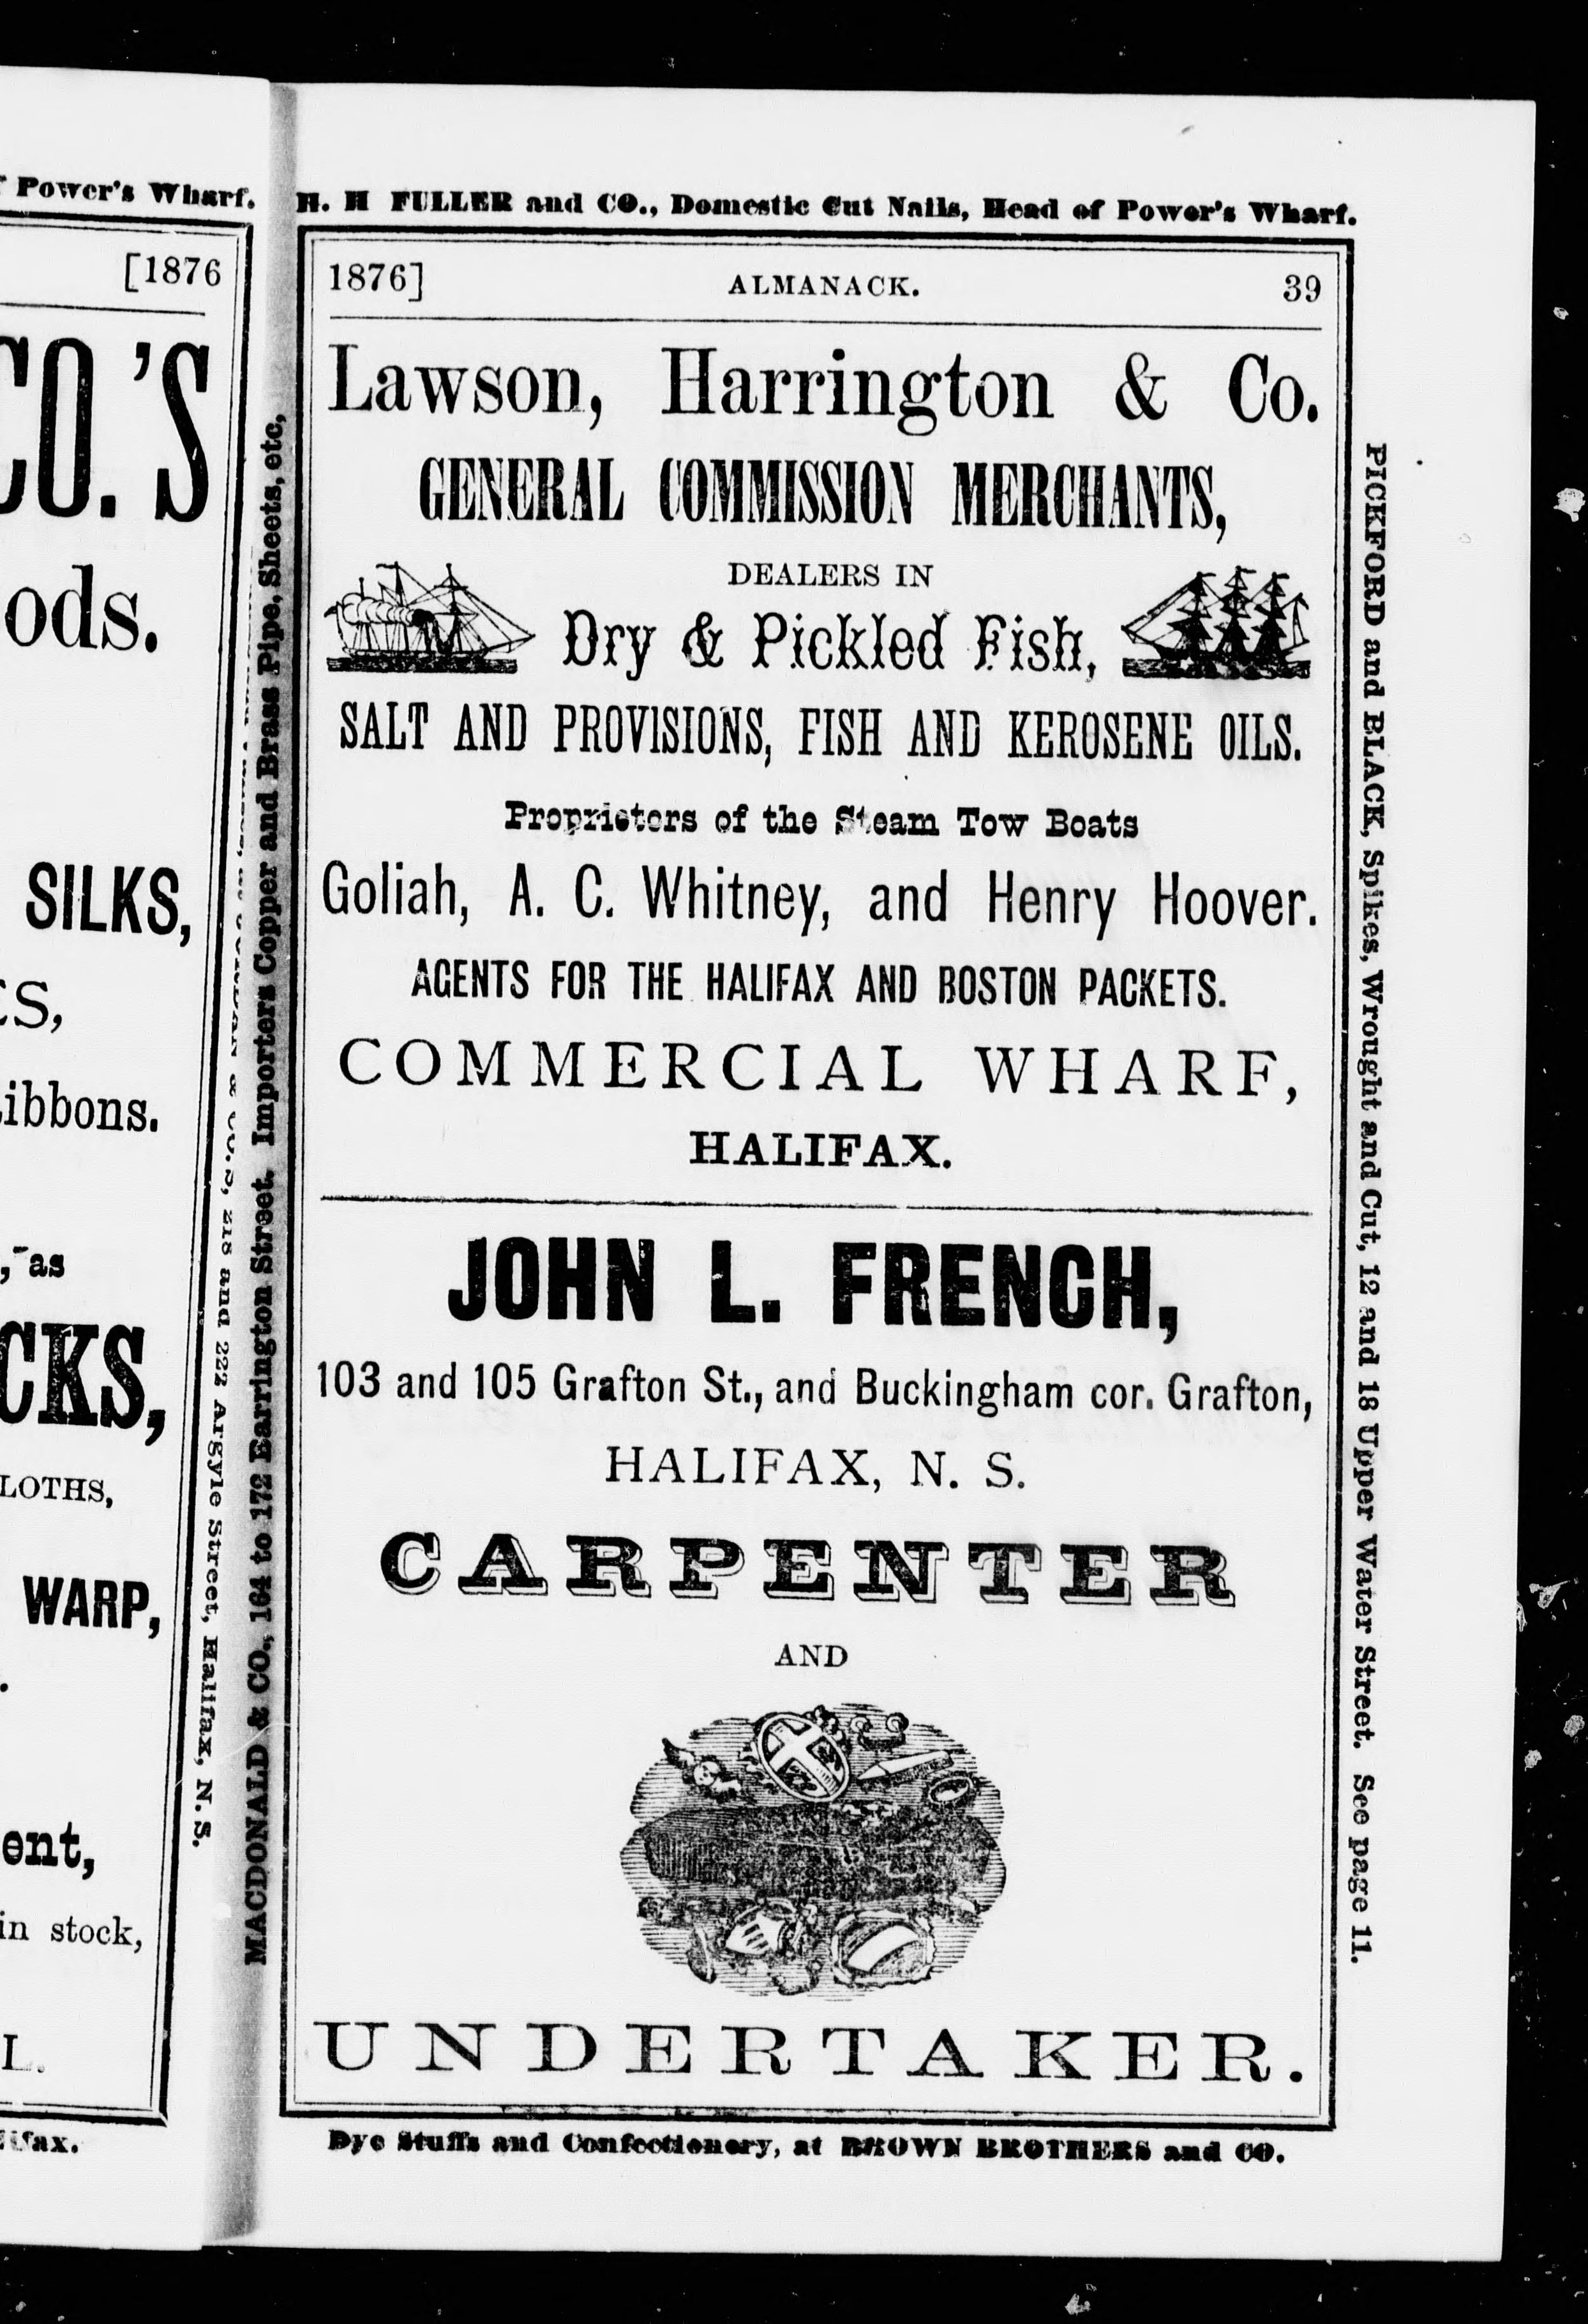 Power's Wharf.
[1876
CO.'S
ods.
SILKS,
ibbons.
, as
CKS,
LOTHS,
WARP,
ent,
in stock,
L.
218 and 222 Argyle Street, Halifax, N. S.
MACDONALD & CO., 164 to 172 Barrington Street. Importers Copper and Brass Pipe, Sheets, etc,
H. H FULLER and CO., Domestic Cut Nails, Head of Power's Wharf.
1876] ALMANACK. 39
Lawson, Harrington & Co.
GENERAL COMMISSION MERCHANTS,
DEALERS IN
Dry & Pickled Fish,
SALT AND PROVISIONS, FISH AND KEROSENE OILS.
Proprietors of the Steam Tow Boats
Goliah, A. C. Whitney, and Henry Hoover.
AGENTS FOR THE HALIFAX AND BOSTON PACKETS.
COMMERCIAL WHARF,
HALIFAX.
JOHN L. FRENCH,
103 and 105 Grafton St., and Buckingham cor. Grafton,
HALIFAX, N. S.
CARPENTER
AND
UNDERTAKER.
Dye Stuffs and Confectionery, at BROWN BROTHERS and CO.
PICKFORD and BLACK, Spikes, Wrought and Cut, 12 and 18 Upper Water Street. See page 11.